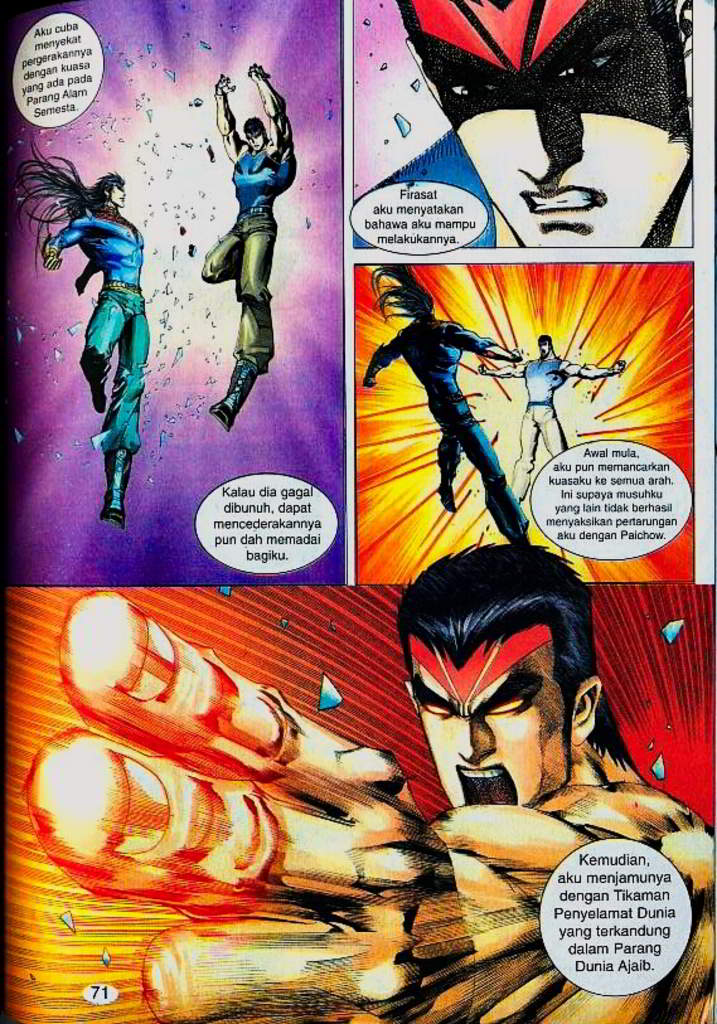 Aku cuba
menyekat
pergerakannya
dengan kuasa
yang ada pada
Parang Alam
Semesta.
Kalau dia gagal
dibunuh, dapat
mencederakannya
pun dah memadai
bagiku.
Firasat
aku menyatakan
bahawa aku mampu
melakukannya.
Awal mula,
aku pun memancarkan
kuasaku ke semua arah.
Ini supaya musuhku
yang lain tidak berhasil
menyaksikan pertarungan
aku dengan Paichow.
Kemudian,
aku menjamunya
dengan Tikaman
Penyelamat Dunia
yang terkandung
dalam Parang
Dunia Ajaib.
71